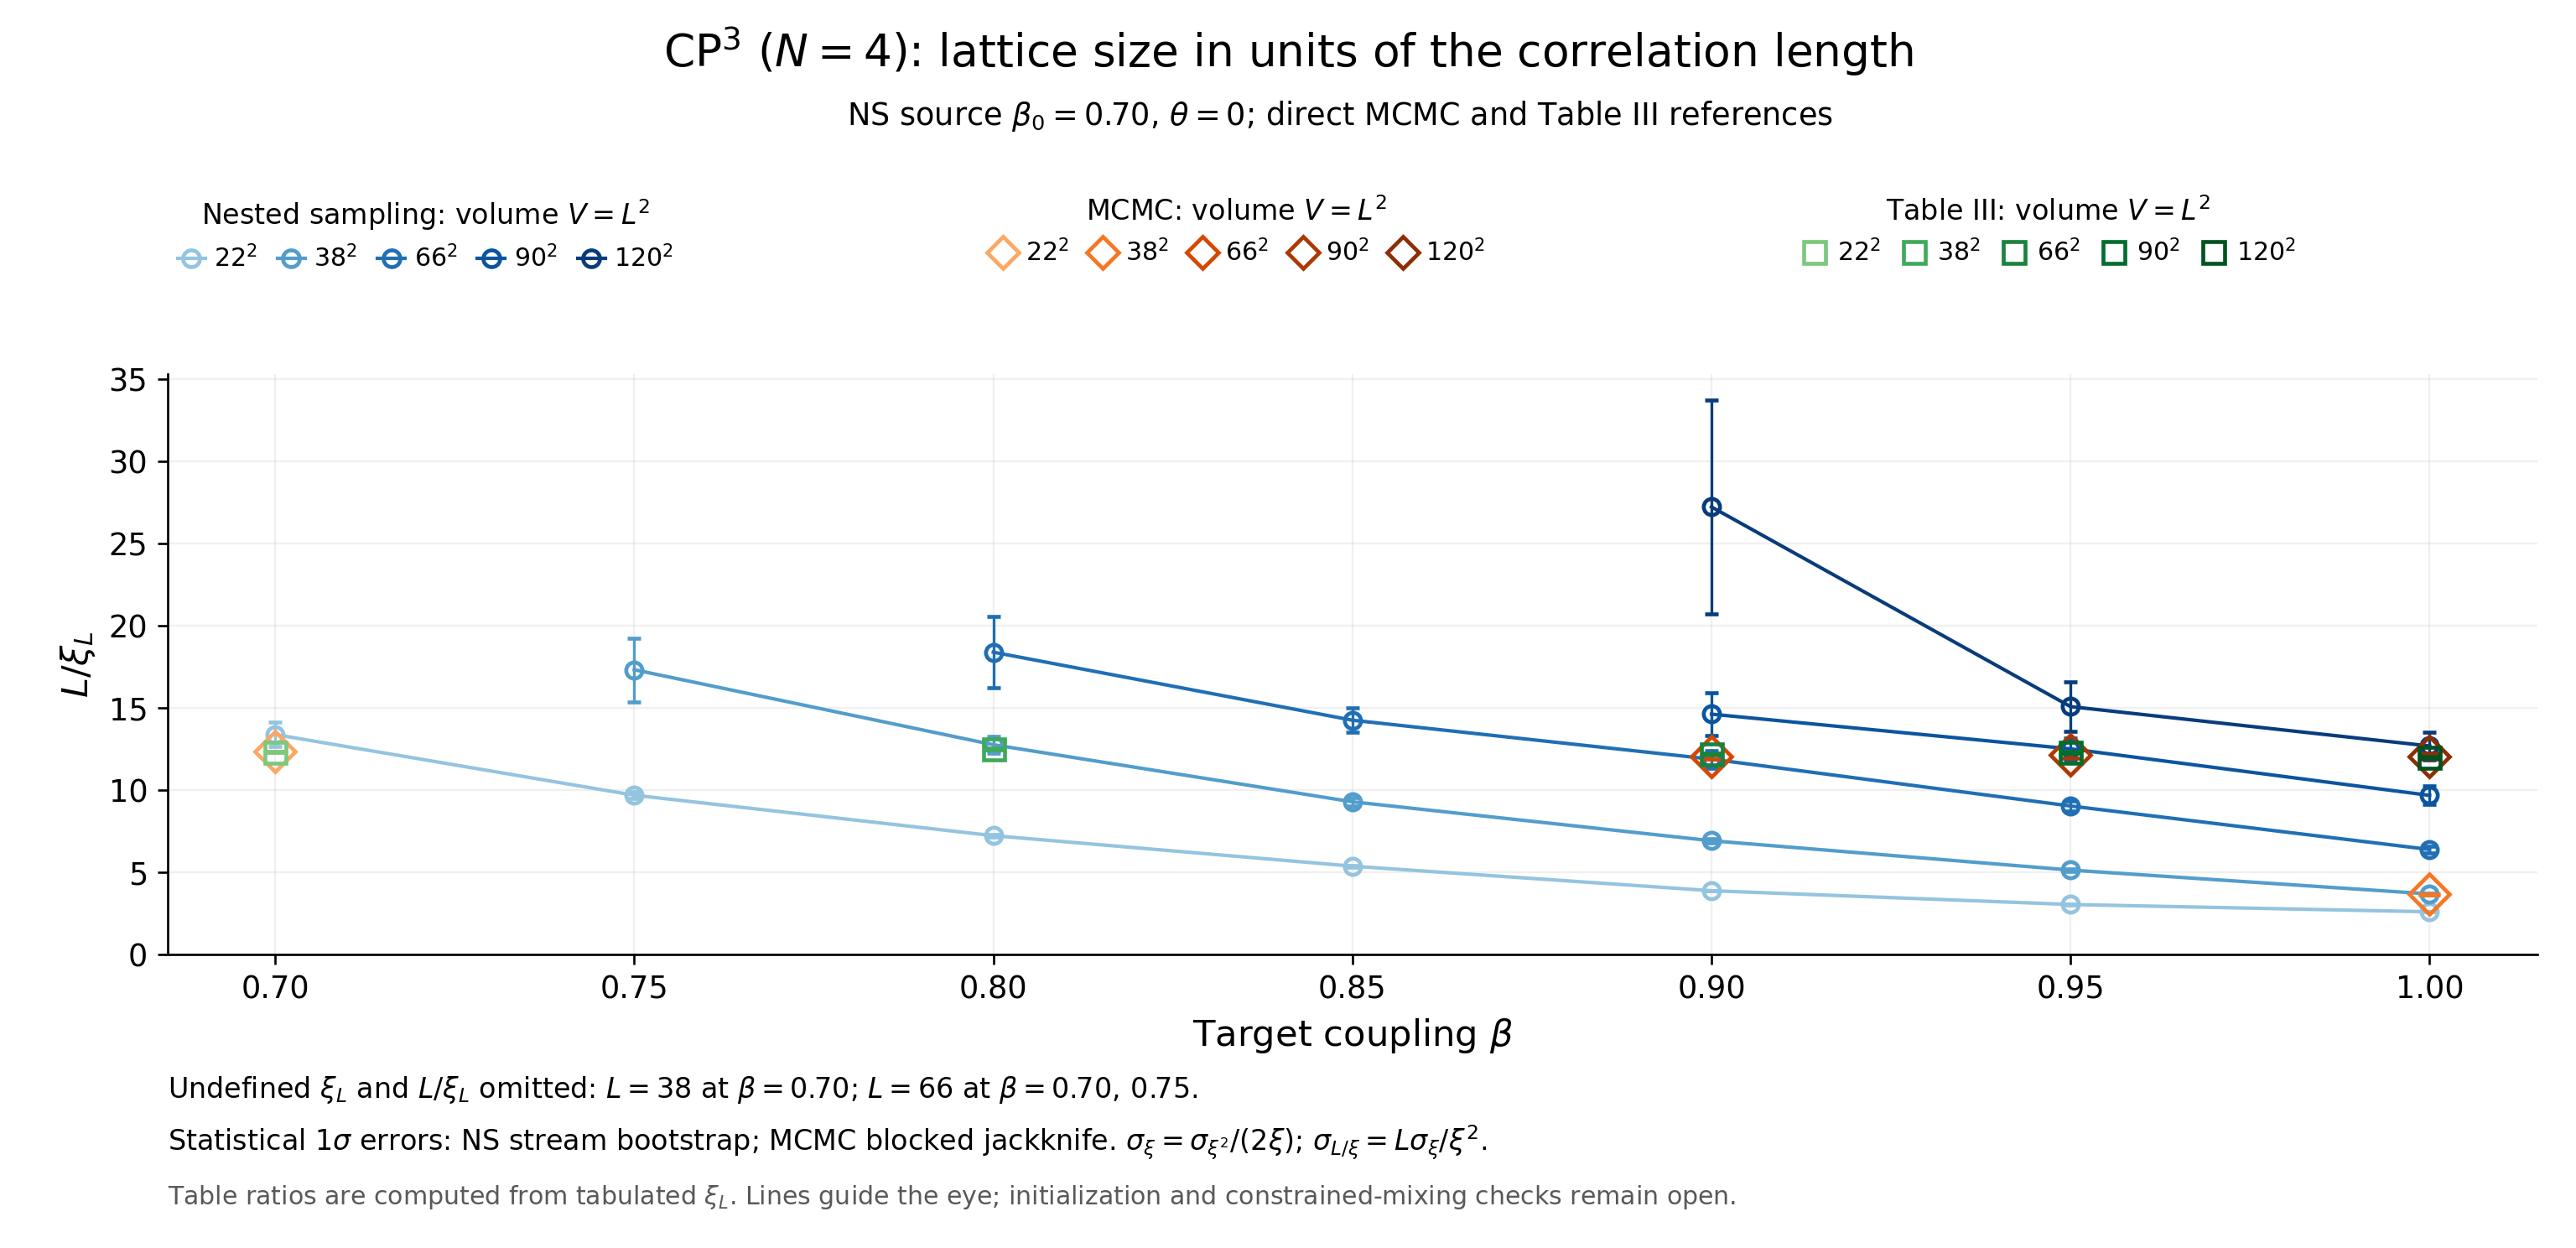 CP³ (N = 4): lattice size in units of the correlation length
NS source β₀ = 0.70, θ = 0; direct MCMC and Table III references
Nested sampling: volume V = L²
22² 38² 66² 90² 120²
MCMC: volume V = L²
22² 38² 66² 90² 120²
Table III: volume V = L²
22² 38² 66² 90² 120²
L/ξ_L
35
30
25
20
15
10
5
0
0.70 0.75 0.80 0.85 0.90 0.95 1.00
Target coupling β
Undefined ξ_L and L/ξ_L omitted: L = 38 at β = 0.70; L = 66 at β = 0.70, 0.75.
Statistical 1σ errors: NS stream bootstrap; MCMC blocked jackknife. σ_ξ = σ_ξ²/(2ξ); σ_L/ξ = Lσ_ξ/ξ².
Table ratios are computed from tabulated ξ_L. Lines guide the eye; initialization and constrained-mixing checks remain open.